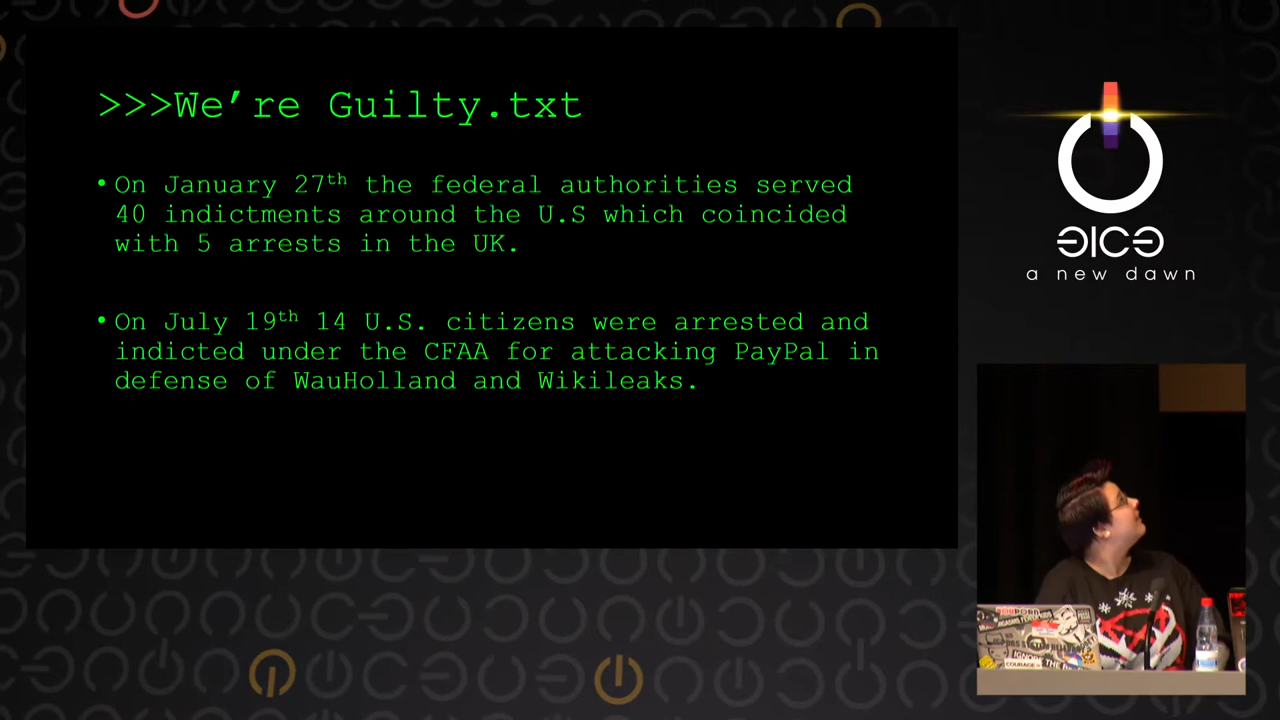 >>>We’re Guilty.txt
• On January 27th the federal authorities served
40 indictments around the U.S which coincided
with 5 arrests in the UK.
• On July 19th 14 U.S. citizens were arrested and
indicted under the CFAA for attacking PayPal in
defense of WauHolland and Wikileaks.
a new dawn
COURAGE